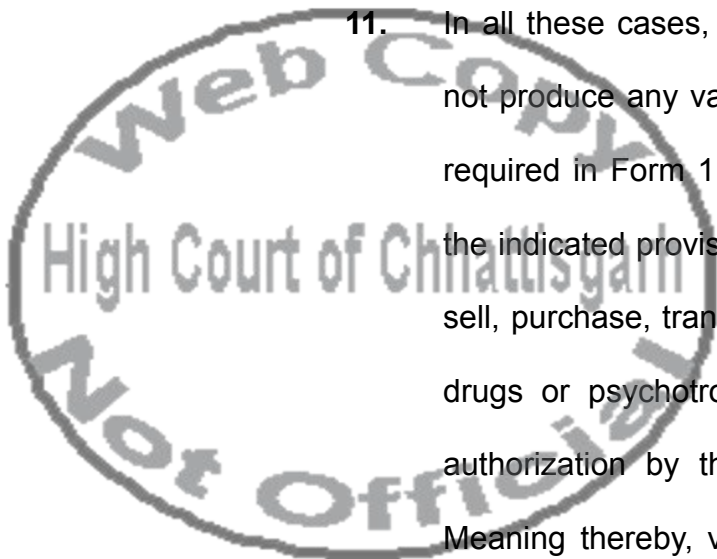 11. In all these cases,
not produce any va
required in Form 1
the indicated provis
sell, purchase, tran
drugs or psychotro
authorization by th
Meaning thereby, v
Web Copy
High Court of Chhattisgarh
Not Official